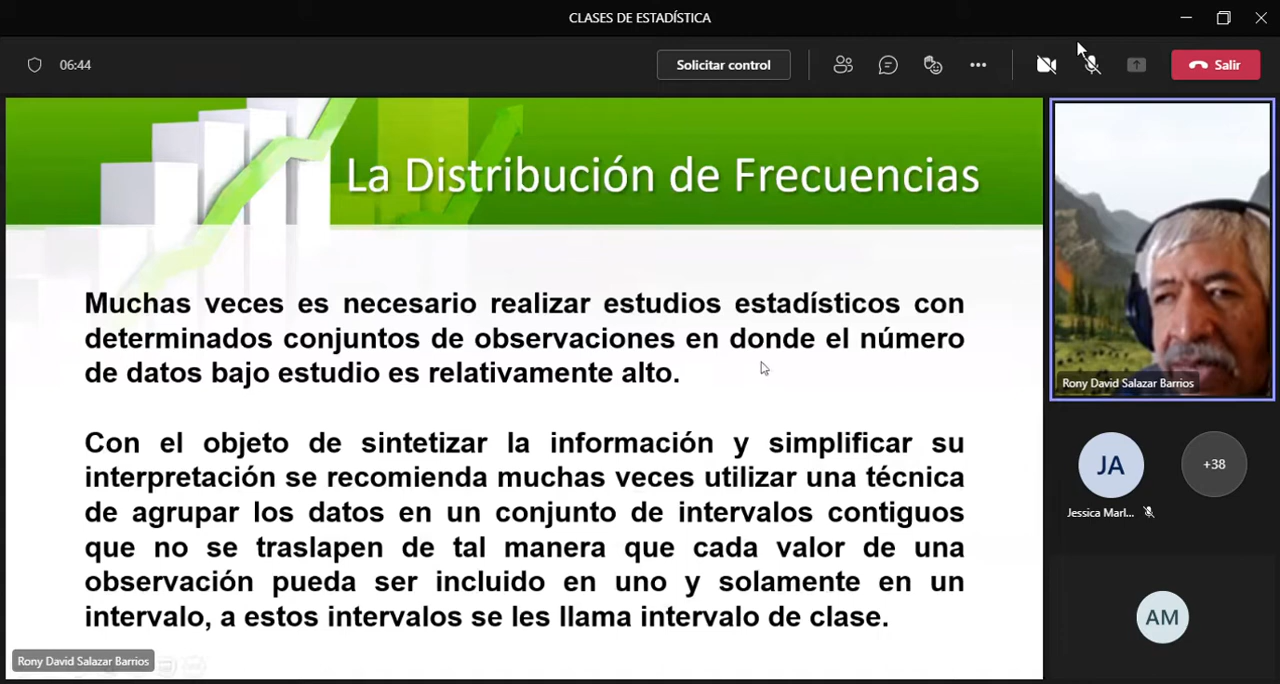 CLASES DE ESTADÍSTICA
06:44
Solicitar control
Salir
La Distribución de Frecuencias
Muchas veces es necesario realizar estudios estadísticos con
determinados conjuntos de observaciones en donde el número
de datos bajo estudio es relativamente alto.
Con el objeto de sintetizar la información y simplificar su
interpretación se recomienda muchas veces utilizar una técnica
de agrupar los datos en un conjunto de intervalos contiguos
que no se traslapen de tal manera que cada valor de una
observación pueda ser incluido en uno y solamente en un
intervalo, a estos intervalos se les llama intervalo de clase.
Rony David Salazar Barrios
Rony David Salazar Barrios
JA
+38
Jessica Marl...
AM